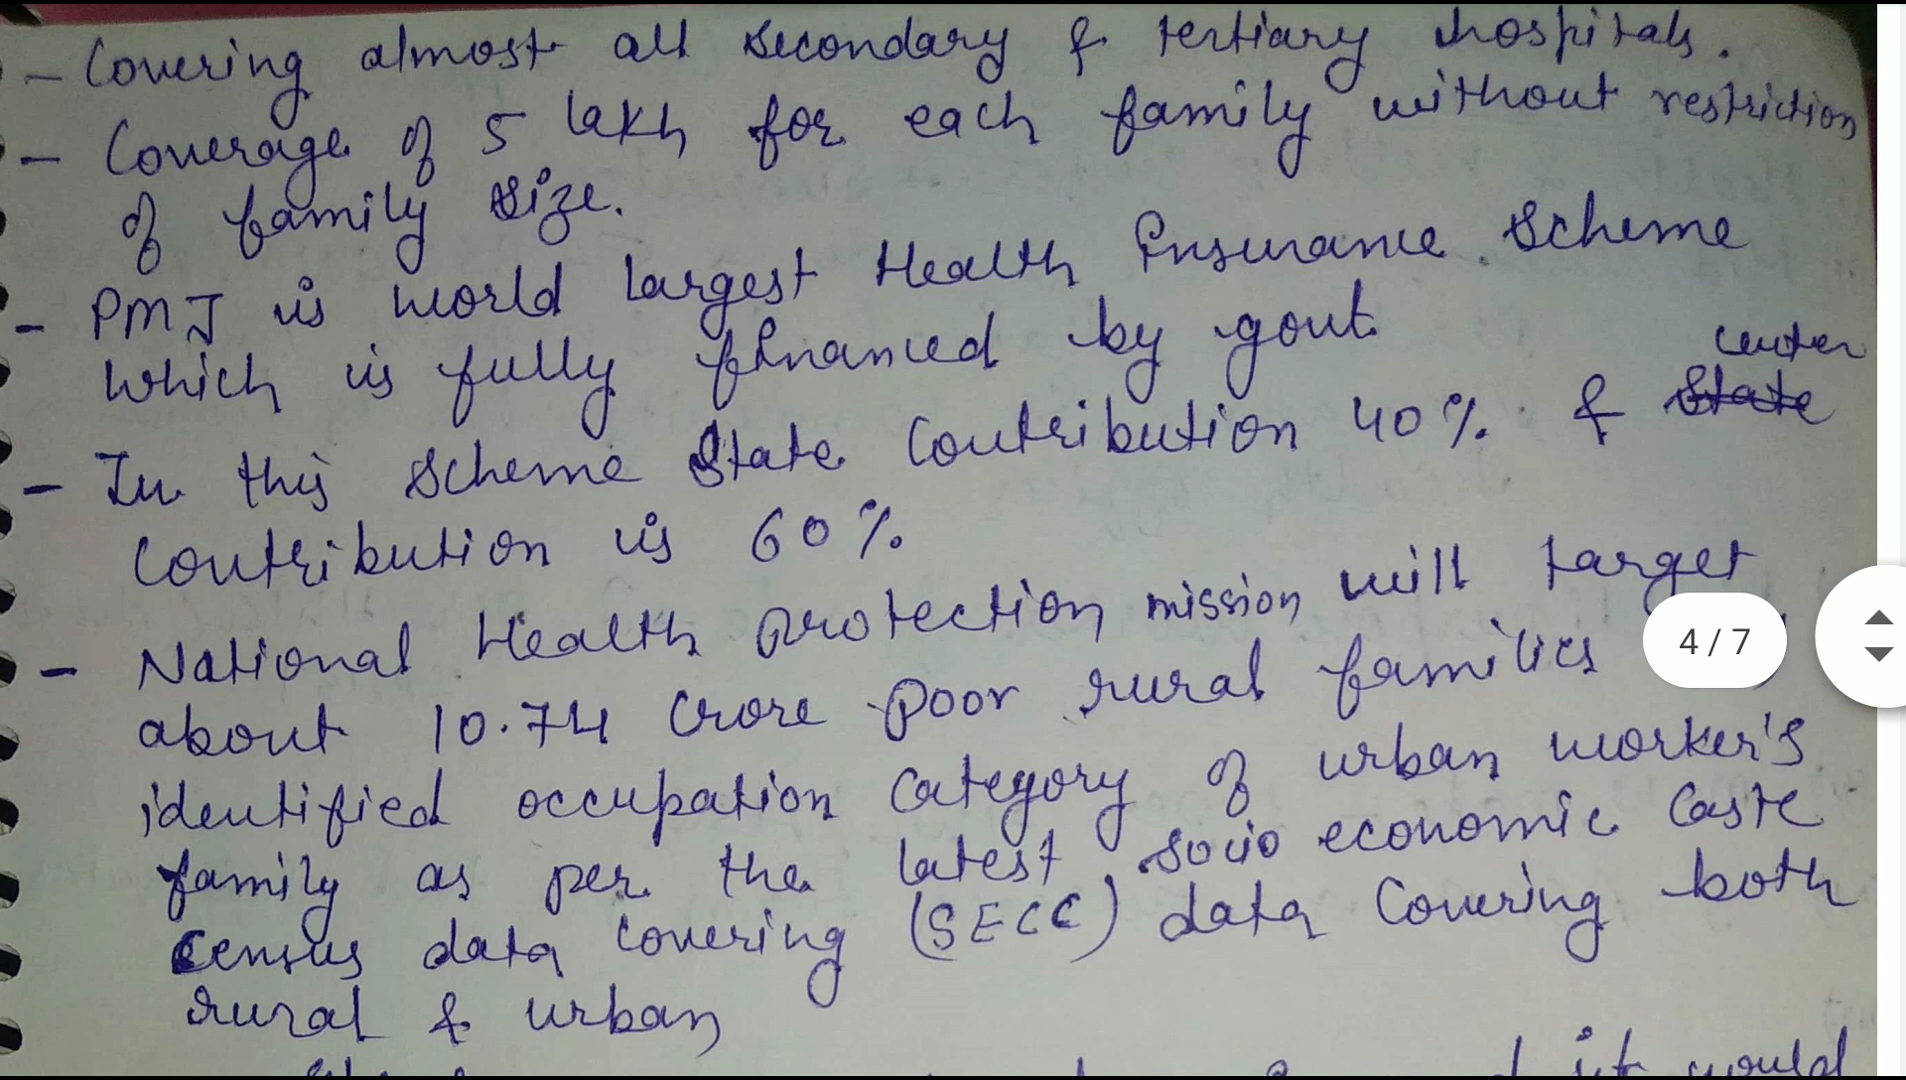 - Covering almost all secondary & tertiary hospitals.
- Coverage of 5 lakh for each family without restriction
of family size.
- PMJ is world largest Health Insurance Scheme
which is fully financed by govt.
center
- In this scheme State Contribution 40% & State
contribution is 60%.
- National Health protection mission will target
about 10.74 crore poor rural families
4 / 7
identified occupation category of urban worker's
family as per the latest socio economic caste
census data covering (SECC) data covering both
rural & urban
it would